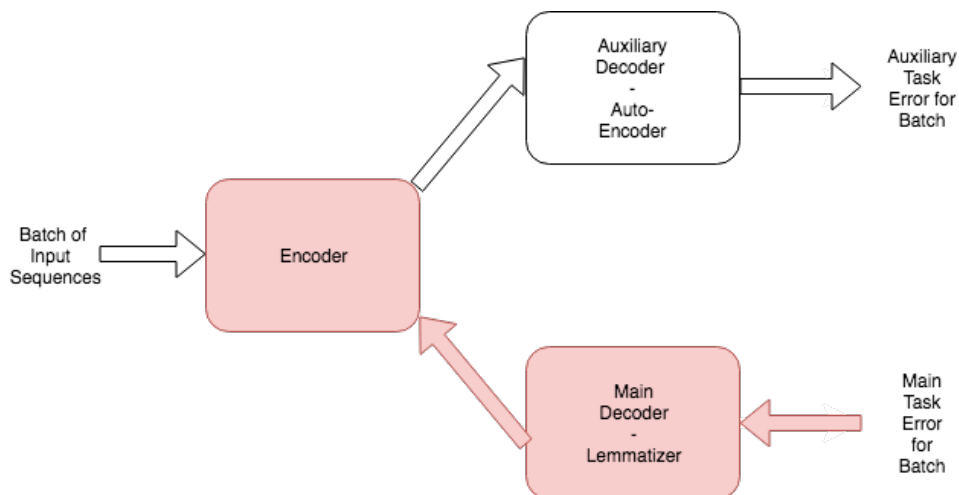 Batch of
Input
Sequences
Encoder
Auxiliary
Decoder
-
Auto-
Encoder
Auxiliary
Task
Error for
Batch
Main
Decoder
-
Lemmatizer
Main
Task
Error
for
Batch